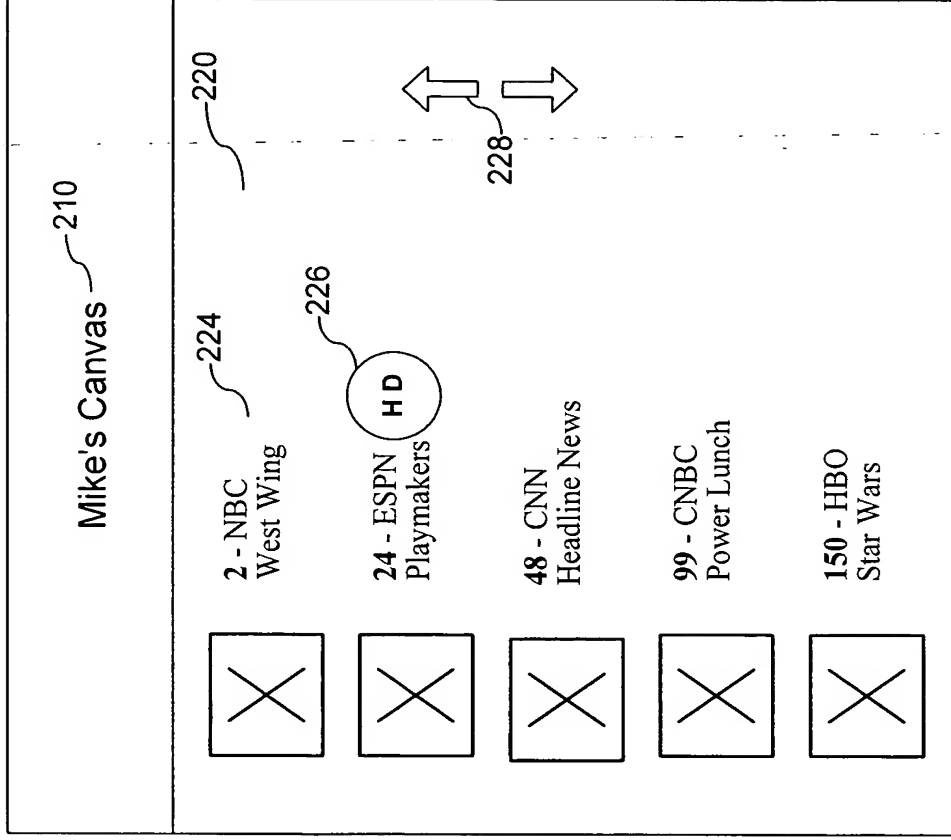 Mike's Canvas 210
220
224
2 - NBC
West Wing
226
24 - ESPN
Playmakers
HD
228
48 - CNN
Headline News
99 - CNBC
Power Lunch
150 - HBO
Star Wars